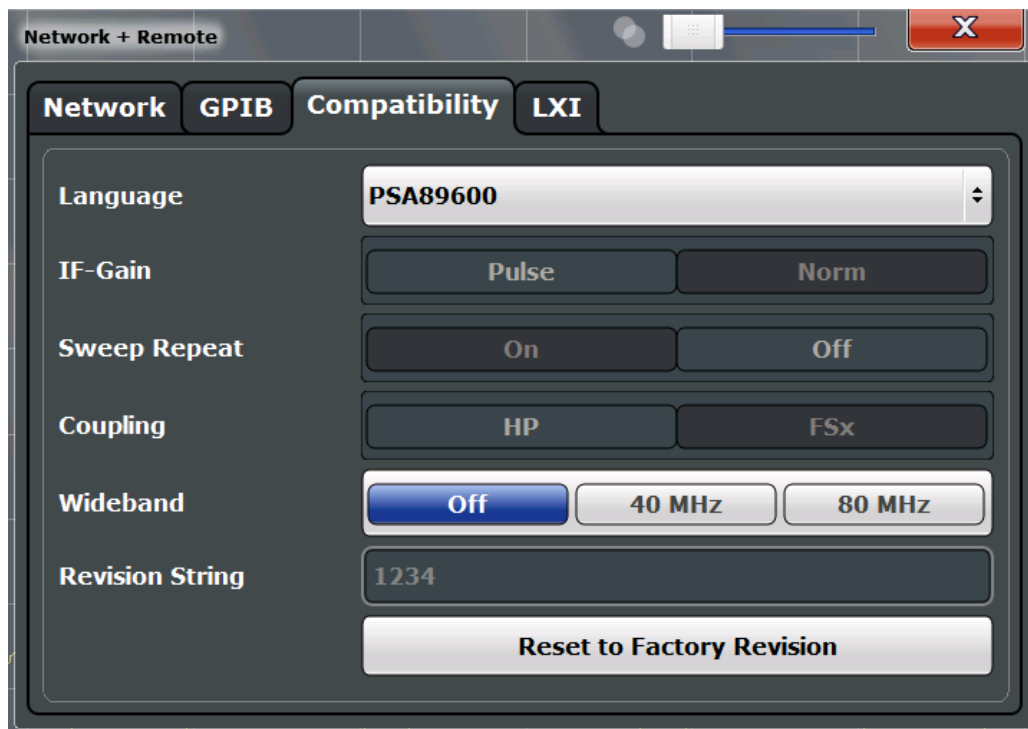 Network + Remote
X
Network GPIB Compatibility LXI
Language PSA89600
IF-Gain Pulse Norm
Sweep Repeat On Off
Coupling HP FSx
Wideband Off 40 MHz 80 MHz
Revision String 1234
Reset to Factory Revision